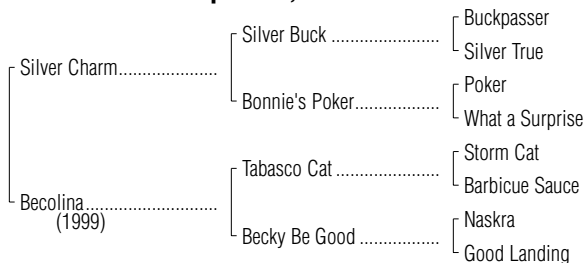 Buckpasser
Silver Buck ..........................
Silver True
Silver Charm.......................
Poker
Bonnie's Poker....................
What a Surprise
Storm Cat
Tabasco Cat ........................
Barbicue Sauce
Becolina...............................
(1999)
Naskra
Becky Be Good ...................
Good Landing